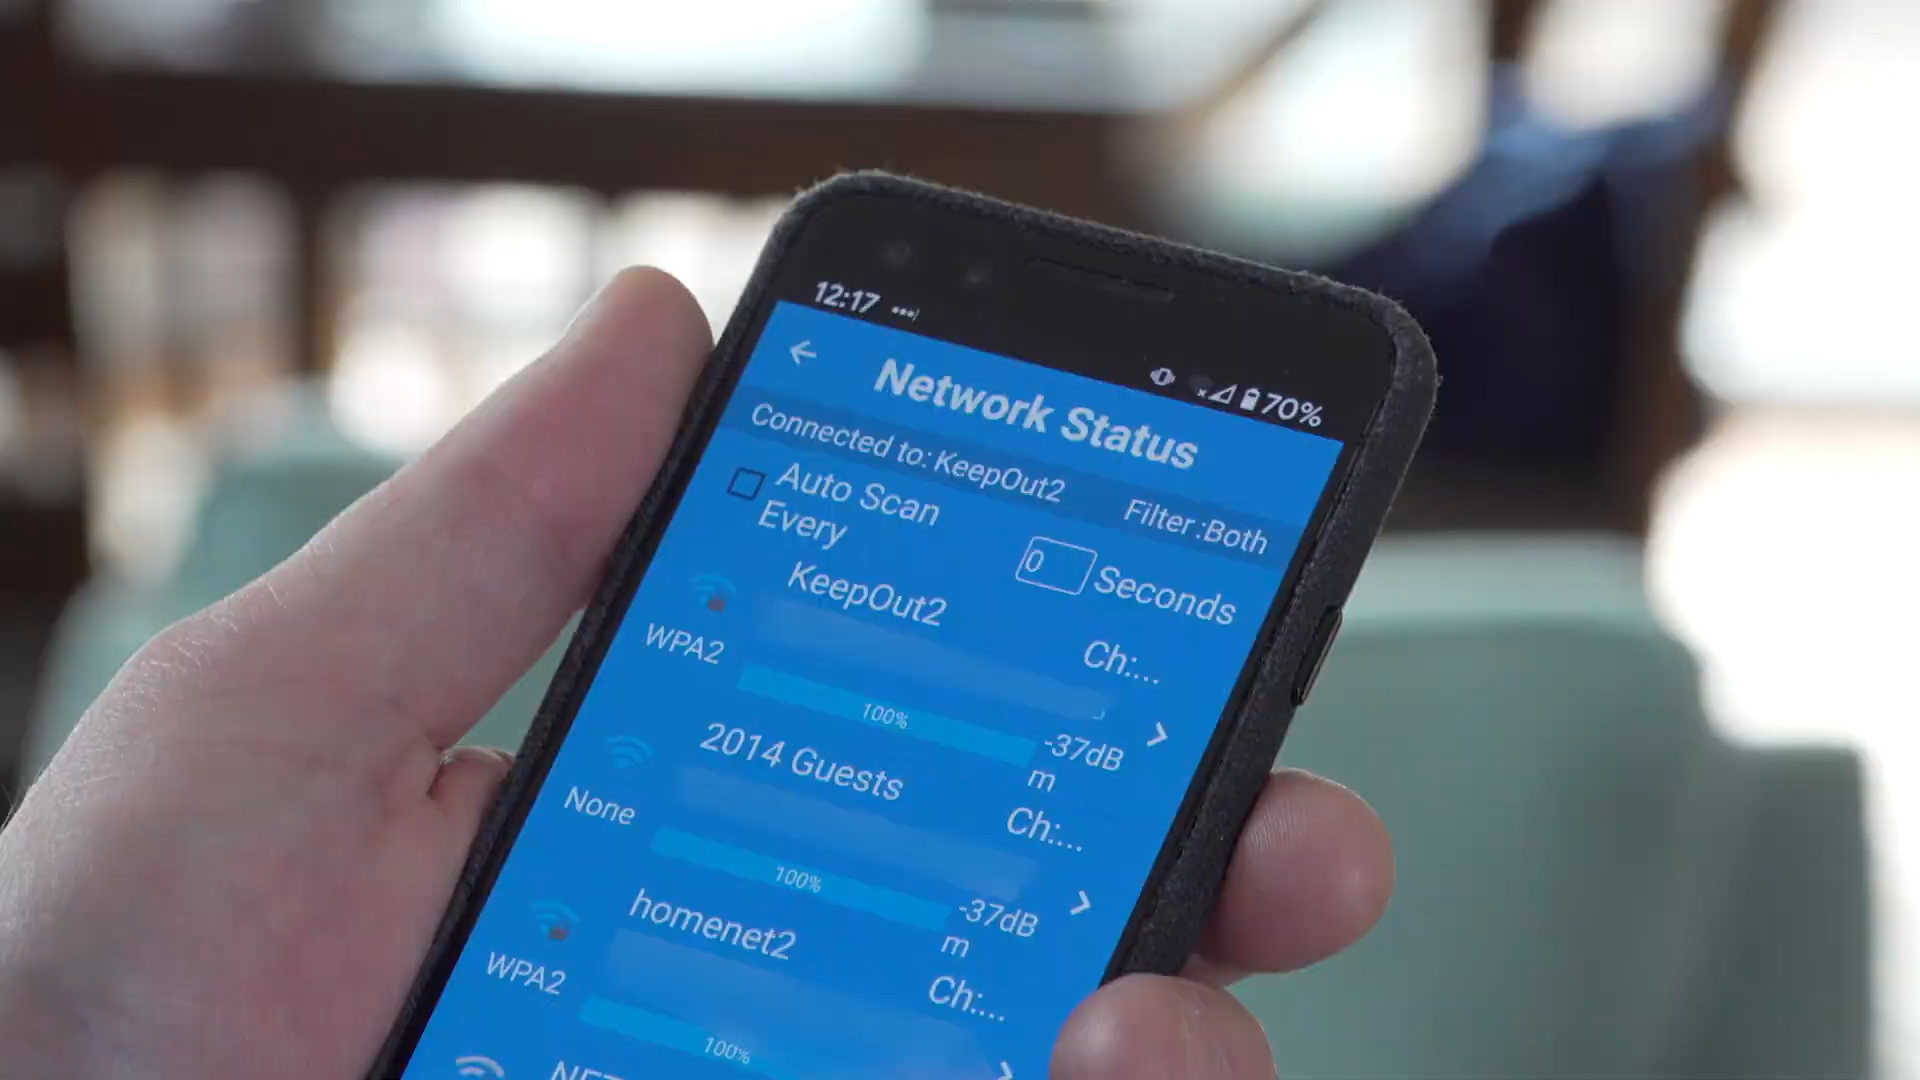 12:17
70%
Network Status
Connected to: KeepOut2
Filter :Both
Auto Scan
Every
0
Seconds
KeepOut2
Ch:...
WPA2
100%
-37dB
m
2014 Guests
Ch:...
None
100%
-37dB
m
homenet2
Ch:...
WPA2
100%